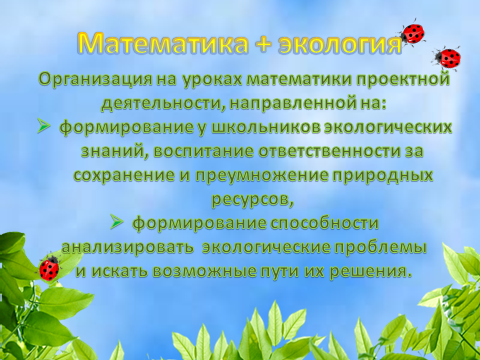 Математика + экология
Организация на уроках математики проектной
деятельности, направленной на:
➢ формирование у школьников экологических
знаний, воспитание ответственности за
сохранение и преумножение природных
ресурсов,
➢ формирование способности
анализировать экологические проблемы
и искать возможные пути их решения.